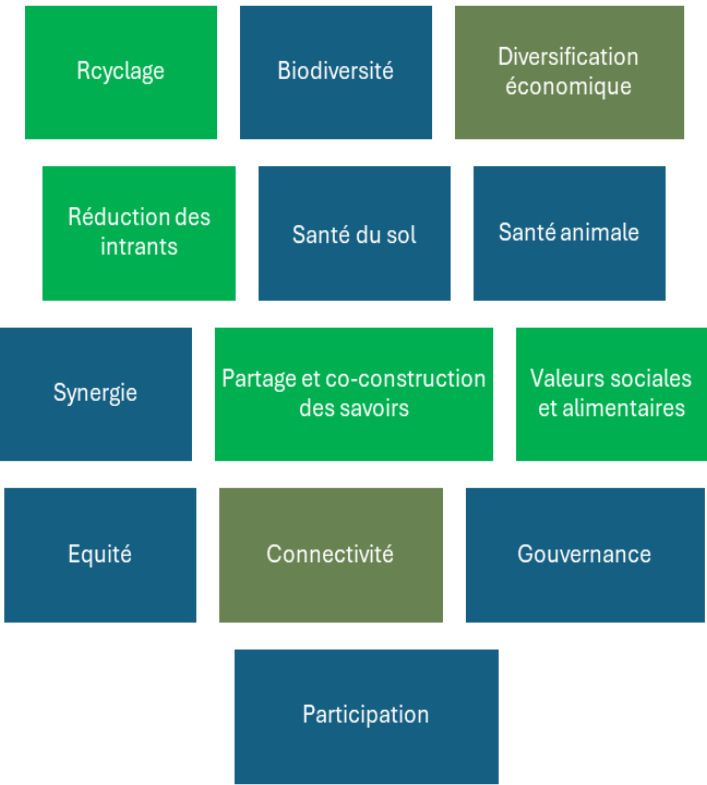 Rcyclage
Biodiversité
Diversification
économique
Réduction des
intrants
Santé du sol
Santé animale
Synergie
Partage et co-construction
des savoirs
Valeurs sociales
et alimentaires
Equité
Connectivité
Gouvernance
Participation